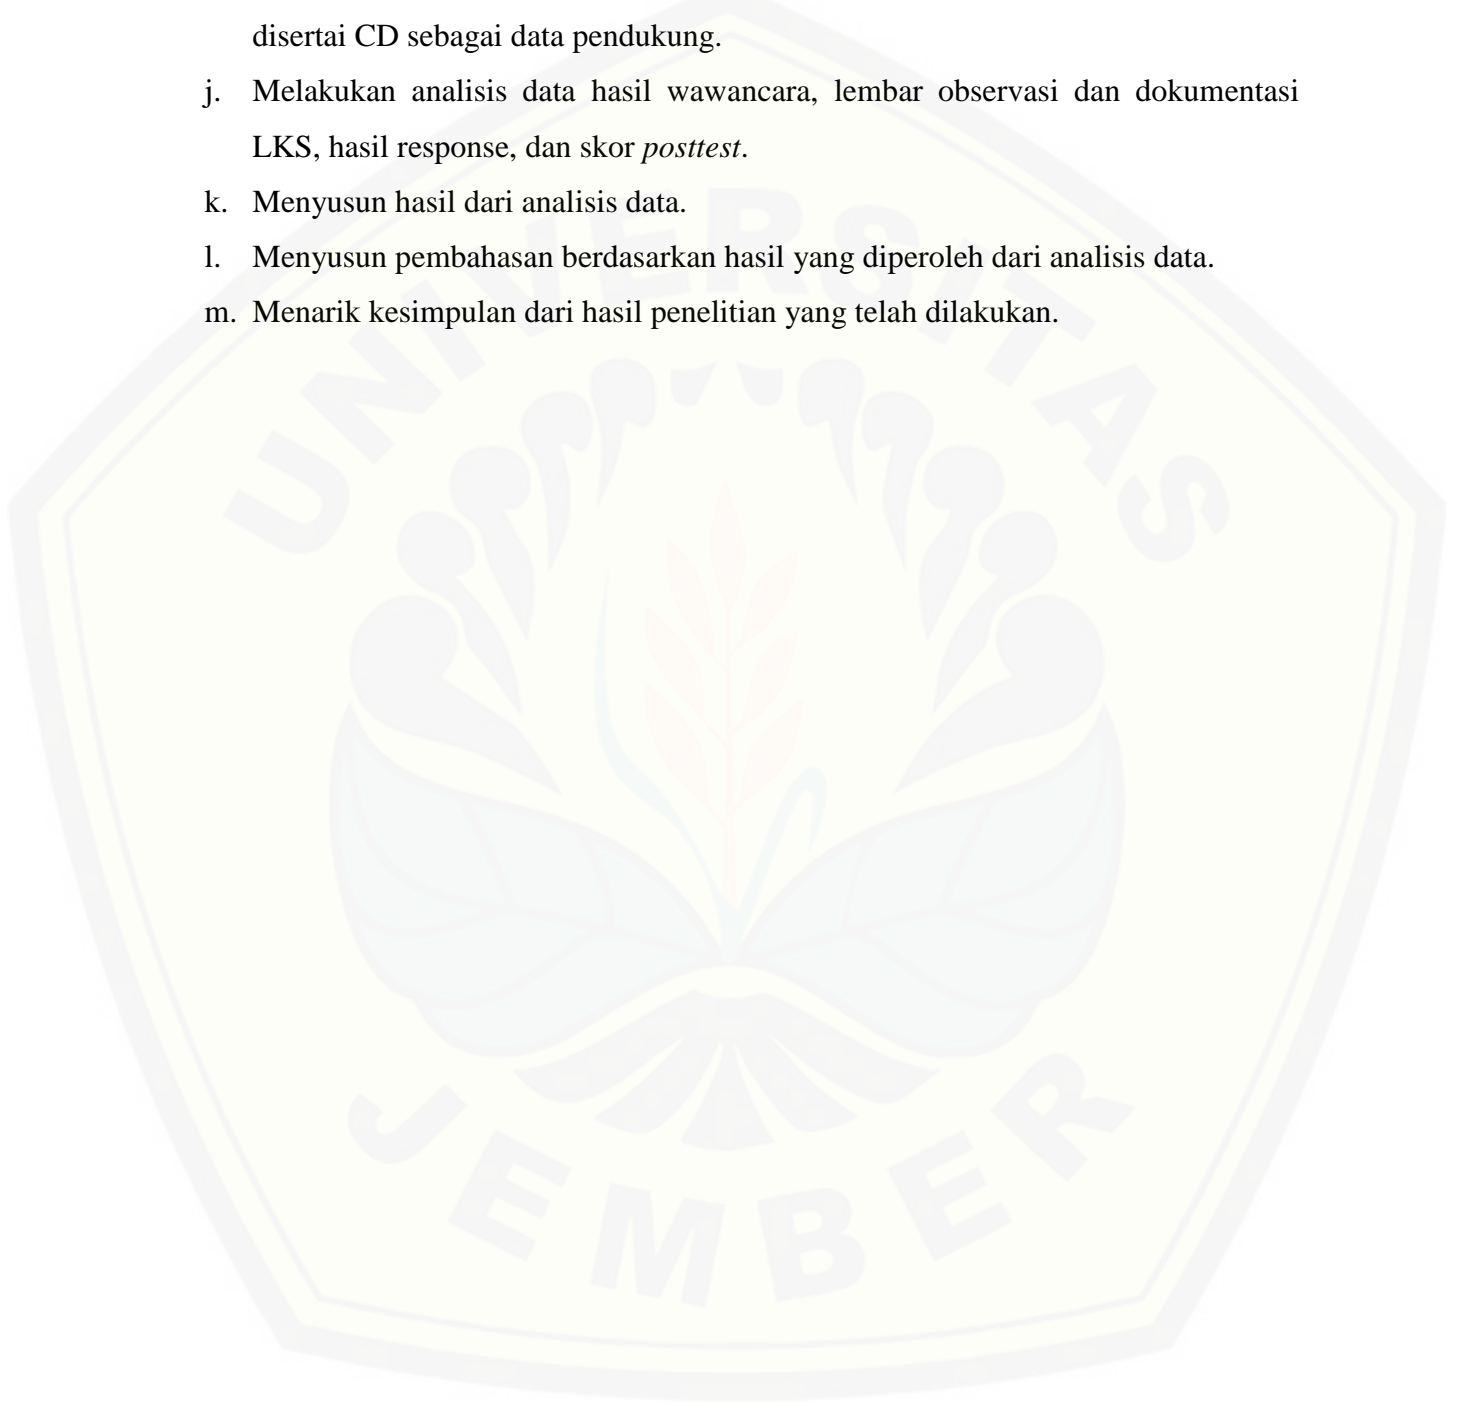 disertai CD sebagai data pendukung.
j. Melakukan analisis data hasil wawancara, lembar observasi dan dokumentasi
LKS, hasil response, dan skor posttest.
k. Menyusun hasil dari analisis data.
l. Menyusun pembahasan berdasarkan hasil yang diperoleh dari analisis data.
m. Menarik kesimpulan dari hasil penelitian yang telah dilakukan.
UNIVERSITAS
JEMBER